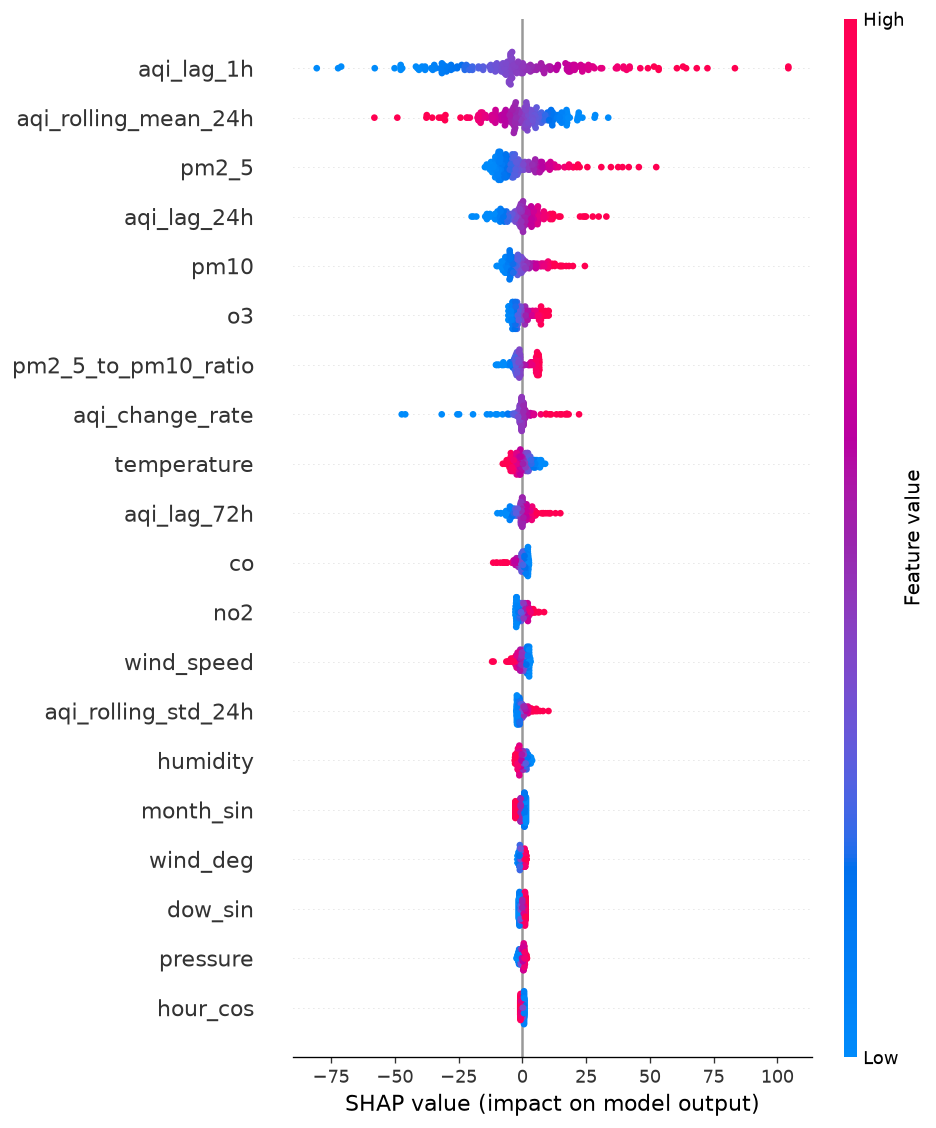 High
aqi_lag_1h
aqi_rolling_mean_24h
pm2_5
aqi_lag_24h
pm10
o3
pm2_5_to_pm10_ratio
aqi_change_rate
temperature
aqi_lag_72h
co
no2
wind_speed
aqi_rolling_std_24h
humidity
month_sin
wind_deg
dow_sin
pressure
hour_cos
Feature value
Low
−75 −50 −25 0 25 50 75 100
SHAP value (impact on model output)